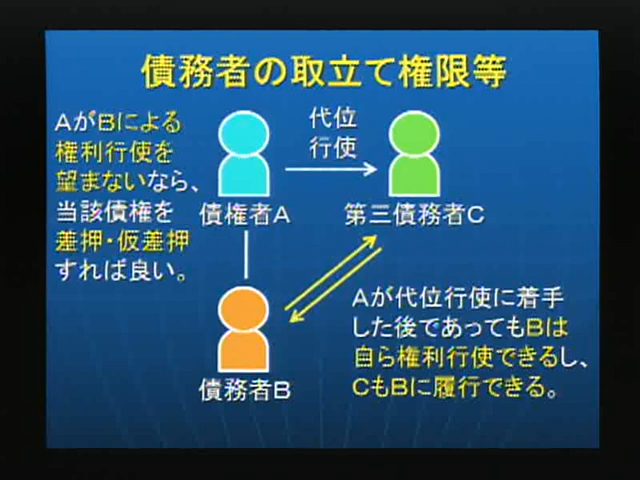 債務者の取立て権限等
AがBによる
権利行使を
望まないなら、
当該債権を
差押・仮差押
すれば良い。
代位
行使
債権者A
第三債務者C
債務者B
Aが代位行使に着手
した後であってもBは
自ら権利行使できるし、
CもBに履行できる。